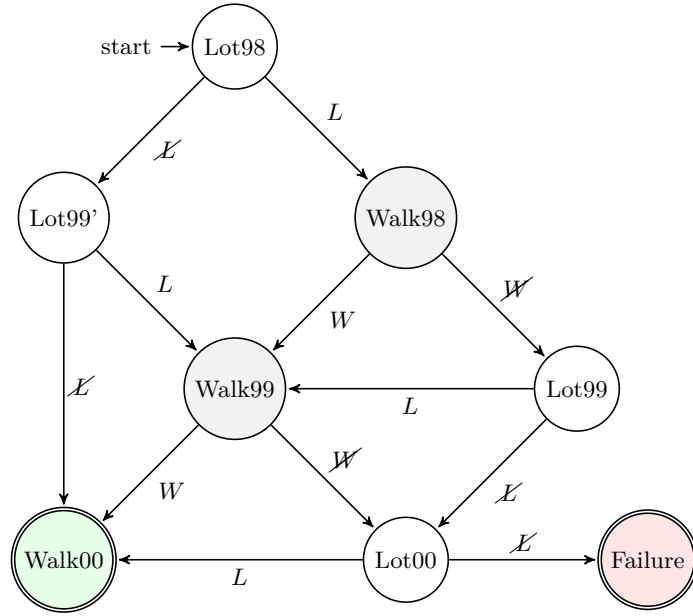 start
Lot98
L̸
L
Lot99'
Walk98
L
W
W̸
Walk99
Lot99
L
L̸
W
W̸
L̸
Walk00
Lot00
Failure
L
L̸